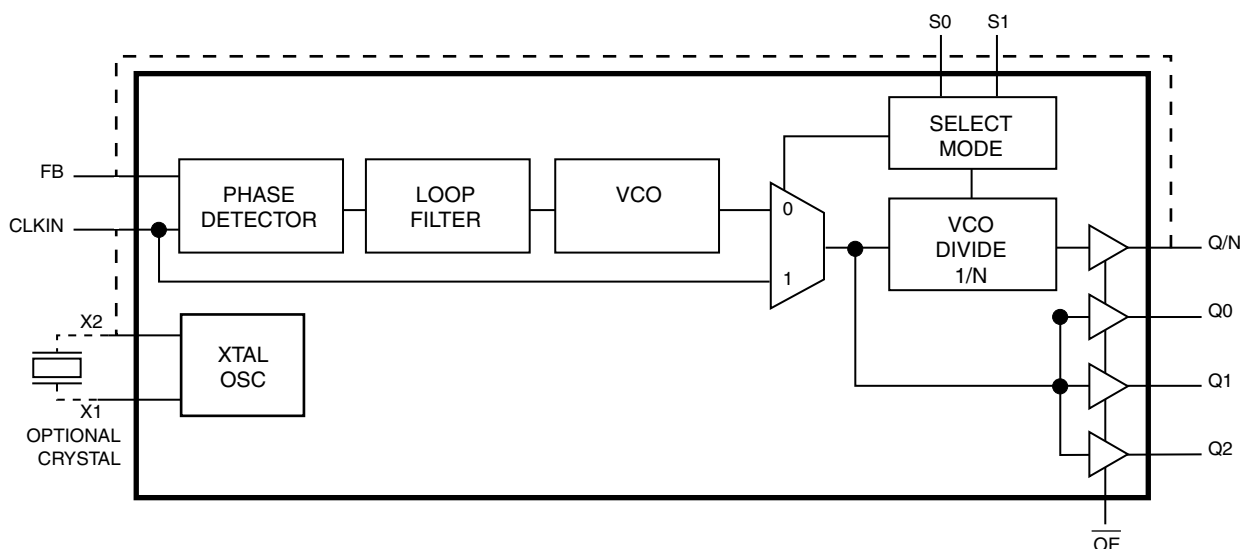 S0 S1
SELECT
MODE
FB
PHASE
DETECTOR
LOOP
FILTER
VCO
0
CLKIN
VCO
DIVIDE
1/N
Q/N
1
X2
XTAL
OSC
Q0
X1
OPTIONAL
CRYSTAL
Q1
Q2
OE